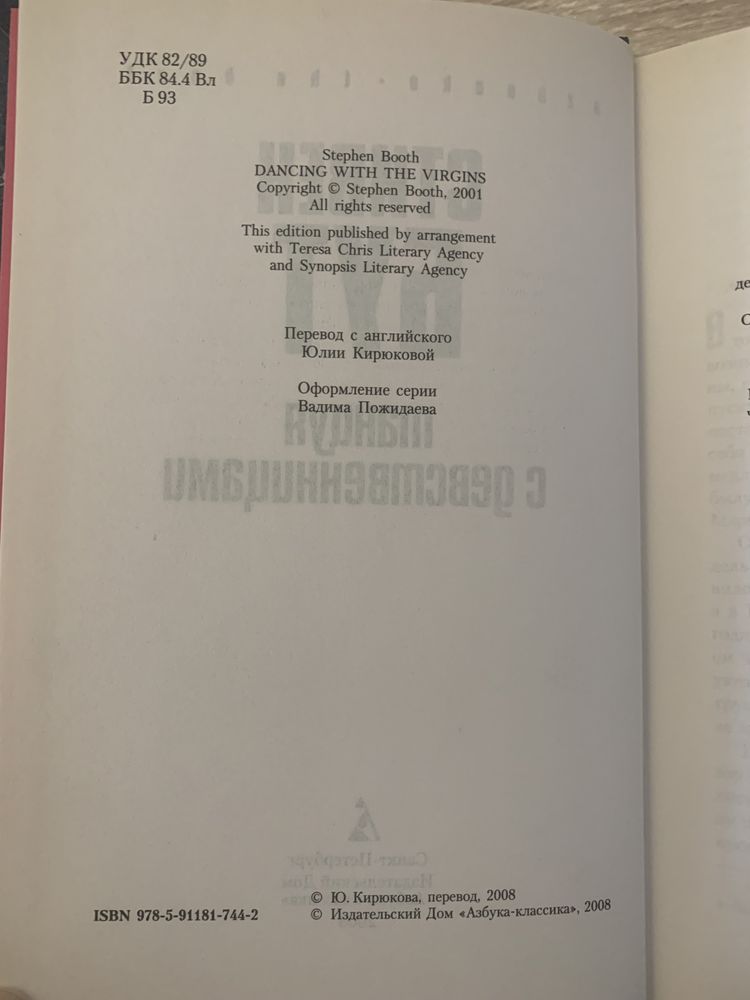 УДК 82/89
ББК 84.4 Вл
Б 93
Stephen Booth
DANCING WITH THE VIRGINS
Copyright © Stephen Booth, 2001
All rights reserved
This edition published by arrangement
with Teresa Chris Literary Agency
and Synopsis Literary Agency
Перевод с английского
Юлии Кирюковой
Оформление серии
Вадима Пожидаева
ISBN 978-5-91181-744-2
© Ю. Кирюкова, перевод, 2008
© Издательский Дом «Азбука-классика», 2008